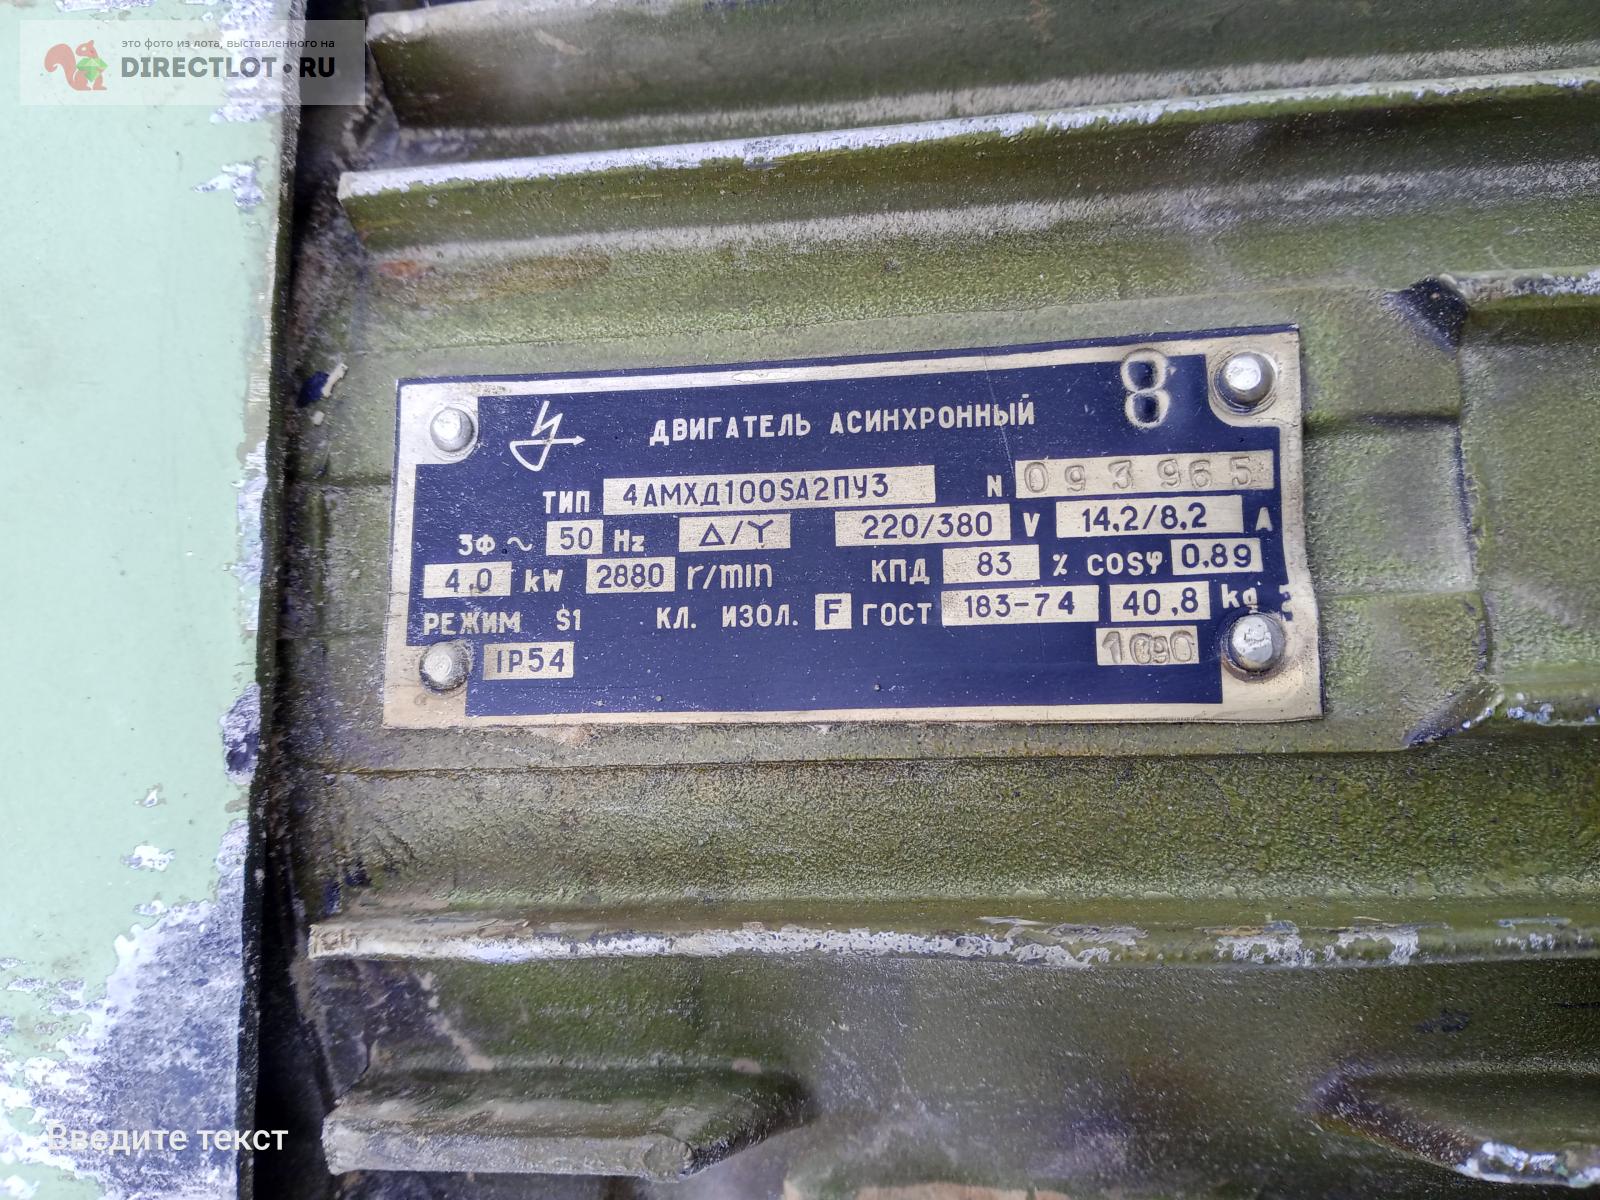 это фото из лота, выставленного на
DIRECTLOT.RU
8
ДВИГАТЕЛЬ АСИНХРОННЫЙ
ТИП 4АМХД100SA2ПУ3 N 093965
3Ф ~ 50 Hz Δ/Y 220/380 V 14,2/8,2 A
4,0 kW 2880 r/min КПД 83 % COSφ 0,89
РЕЖИМ S1 КЛ. ИЗОЛ. F ГОСТ 183-74 40,8 kg
IP54 1090
Введите текст